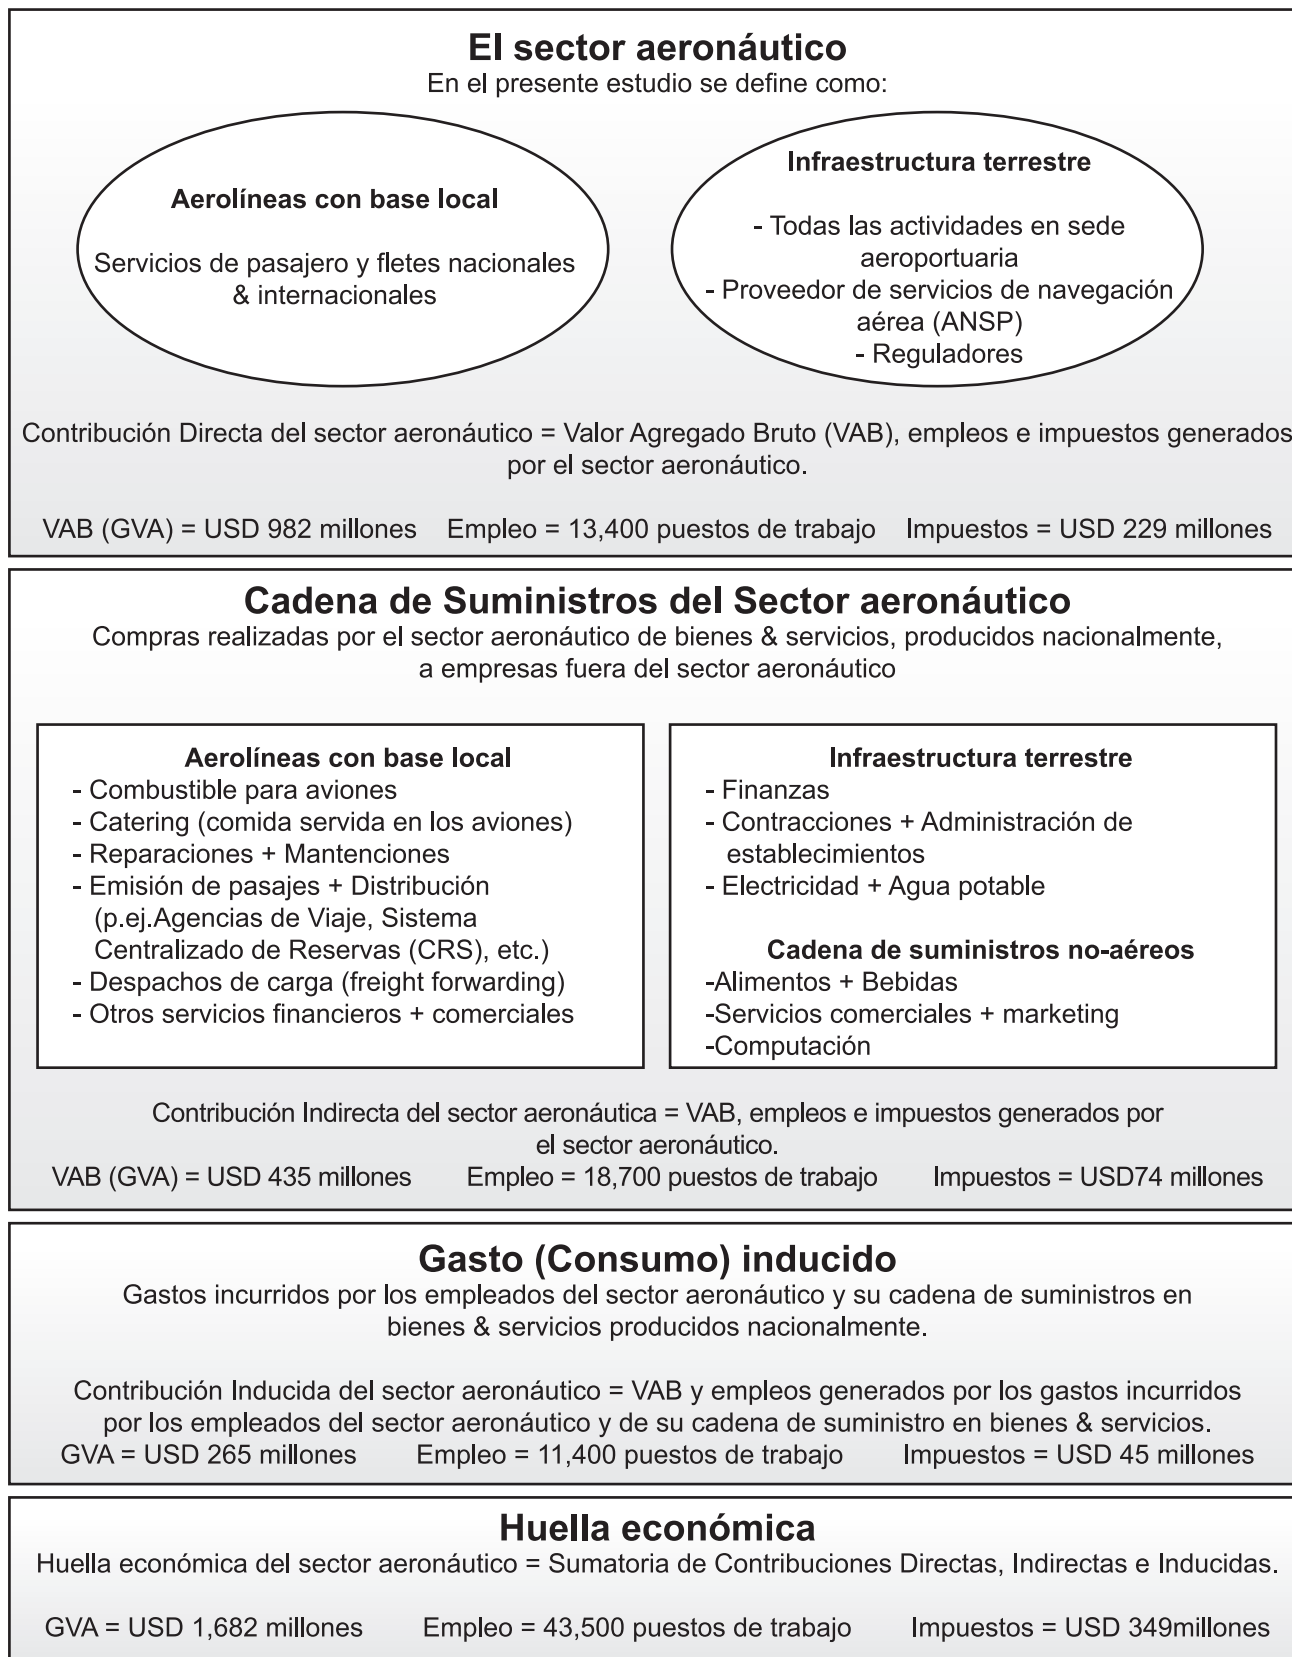 El sector aeronáutico
En el presente estudio se define como:
Aerolíneas con base local
Servicios de pasajero y fletes nacionales
& internacionales
Infraestructura terrestre
- Todas las actividades en sede
aeroportuaria
- Proveedor de servicios de navegación
aérea (ANSP)
- Reguladores
Contribución Directa del sector aeronáutico = Valor Agregado Bruto (VAB), empleos e impuestos generados
por el sector aeronáutico.
VAB (GVA) = USD 982 millones Empleo = 13,400 puestos de trabajo Impuestos = USD 229 millones
Cadena de Suministros del Sector aeronáutico
Compras realizadas por el sector aeronáutico de bienes & servicios, producidos nacionalmente,
a empresas fuera del sector aeronáutico
Aerolíneas con base local
- Combustible para aviones
- Catering (comida servida en los aviones)
- Reparaciones + Mantenciones
- Emisión de pasajes + Distribución
(p.ej.Agencias de Viaje, Sistema
Centralizado de Reservas (CRS), etc.)
- Despachos de carga (freight forwarding)
- Otros servicios financieros + comerciales
Infraestructura terrestre
- Finanzas
- Contracciones + Administración de
establecimientos
- Electricidad + Agua potable
Cadena de suministros no-aéreos
-Alimentos + Bebidas
-Servicios comerciales + marketing
-Computación
Contribución Indirecta del sector aeronáutica = VAB, empleos e impuestos generados por
el sector aeronáutico.
VAB (GVA) = USD 435 millones Empleo = 18,700 puestos de trabajo Impuestos = USD74 millones
Gasto (Consumo) inducido
Gastos incurridos por los empleados del sector aeronáutico y su cadena de suministros en
bienes & servicios producidos nacionalmente.
Contribución Inducida del sector aeronáutico = VAB y empleos generados por los gastos incurridos
por los empleados del sector aeronáutico y de su cadena de suministro en bienes & servicios.
GVA = USD 265 millones Empleo = 11,400 puestos de trabajo Impuestos = USD 45 millones
Huella económica
Huella económica del sector aeronáutico = Sumatoria de Contribuciones Directas, Indirectas e Inducidas.
GVA = USD 1,682 millones Empleo = 43,500 puestos de trabajo Impuestos = USD 349millones